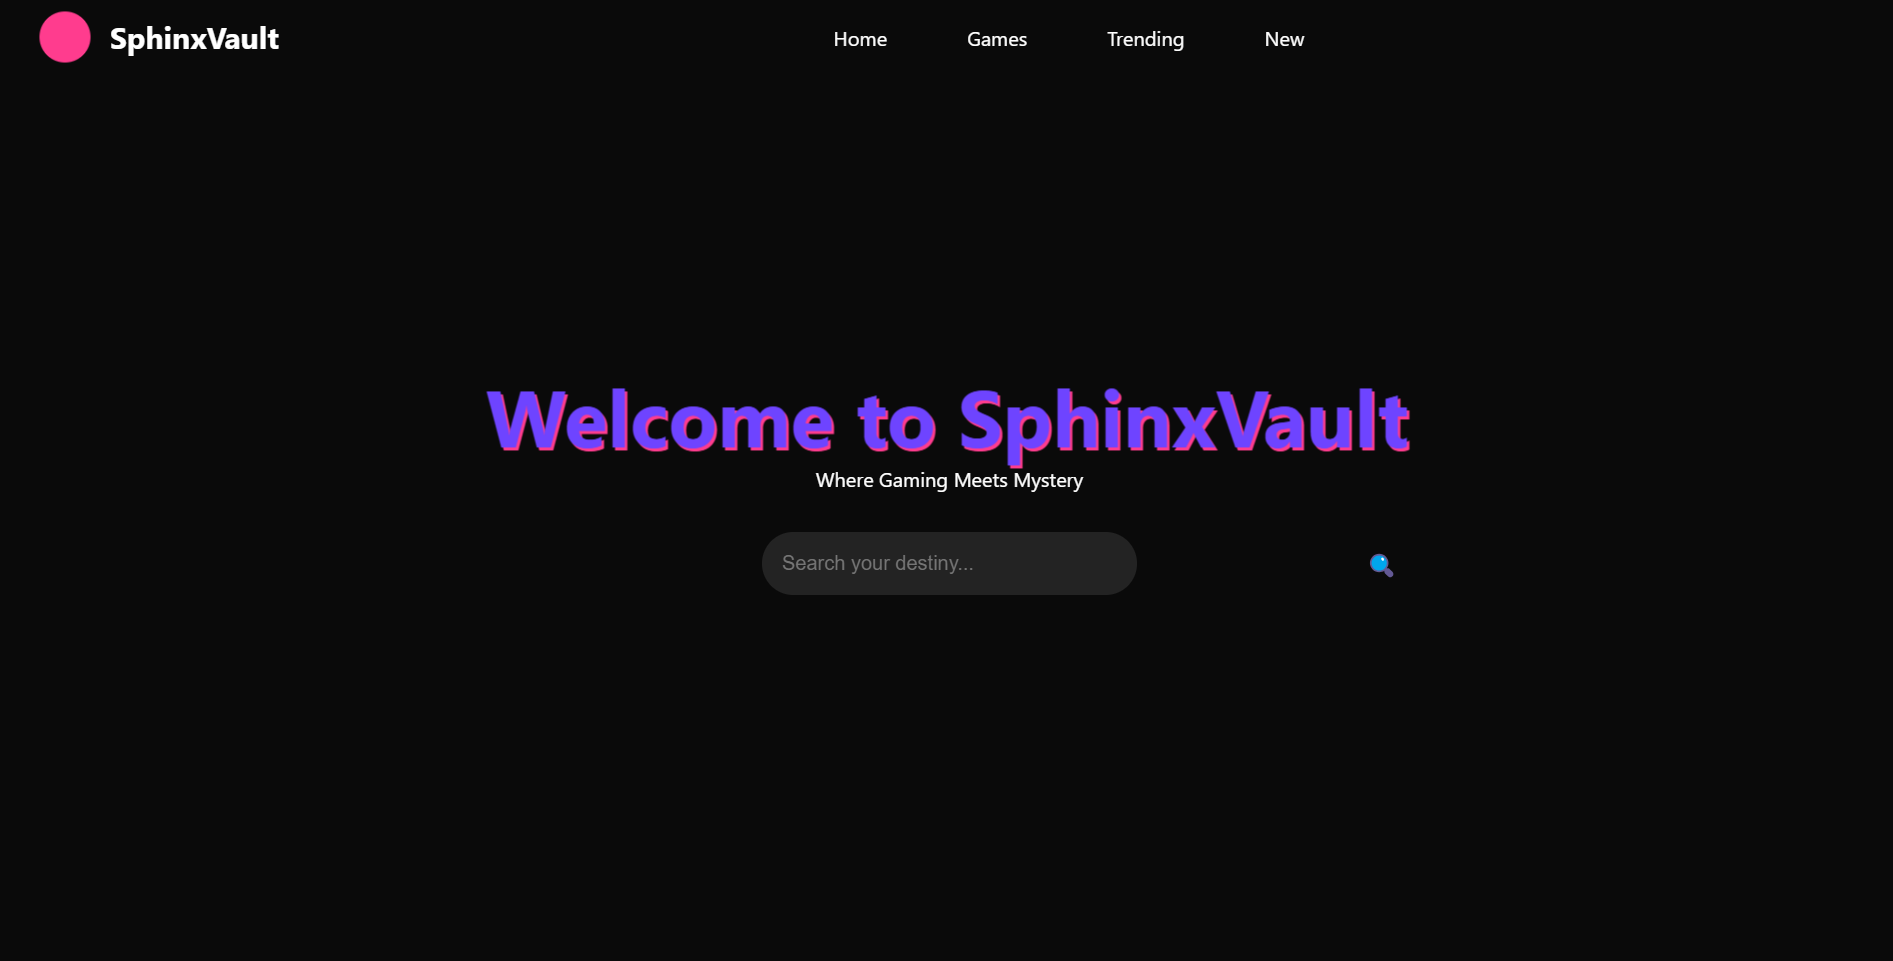 SphinxVault
Home Games Trending New
Welcome to SphinxVault
Where Gaming Meets Mystery
Search your destiny...